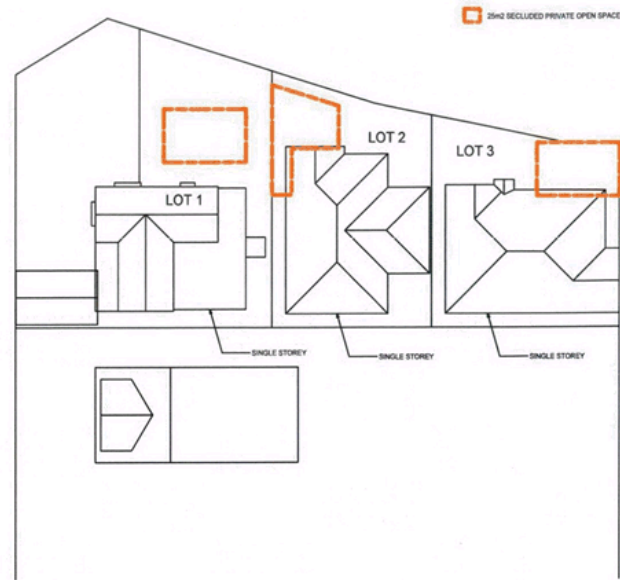 25m2 SECLUDED PRIVATE OPEN SPACE
LOT 2
LOT 3
LOT 1
SINGLE STOREY
SINGLE STOREY
SINGLE STOREY